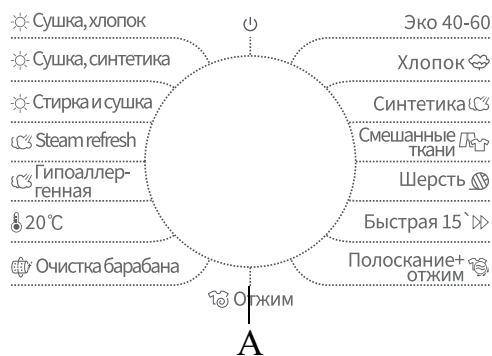 Сушка, хлопок
Сушка, синтетика
Стирка и сушка
Steam refresh
Гипоаллер-
генная
20°C
Очистка барабана
Отжим
Эко 40-60
Хлопок
Синтетика
Смешанные
ткани
Шерсть
Быстрая 15`
Полоскание+
отжим
A